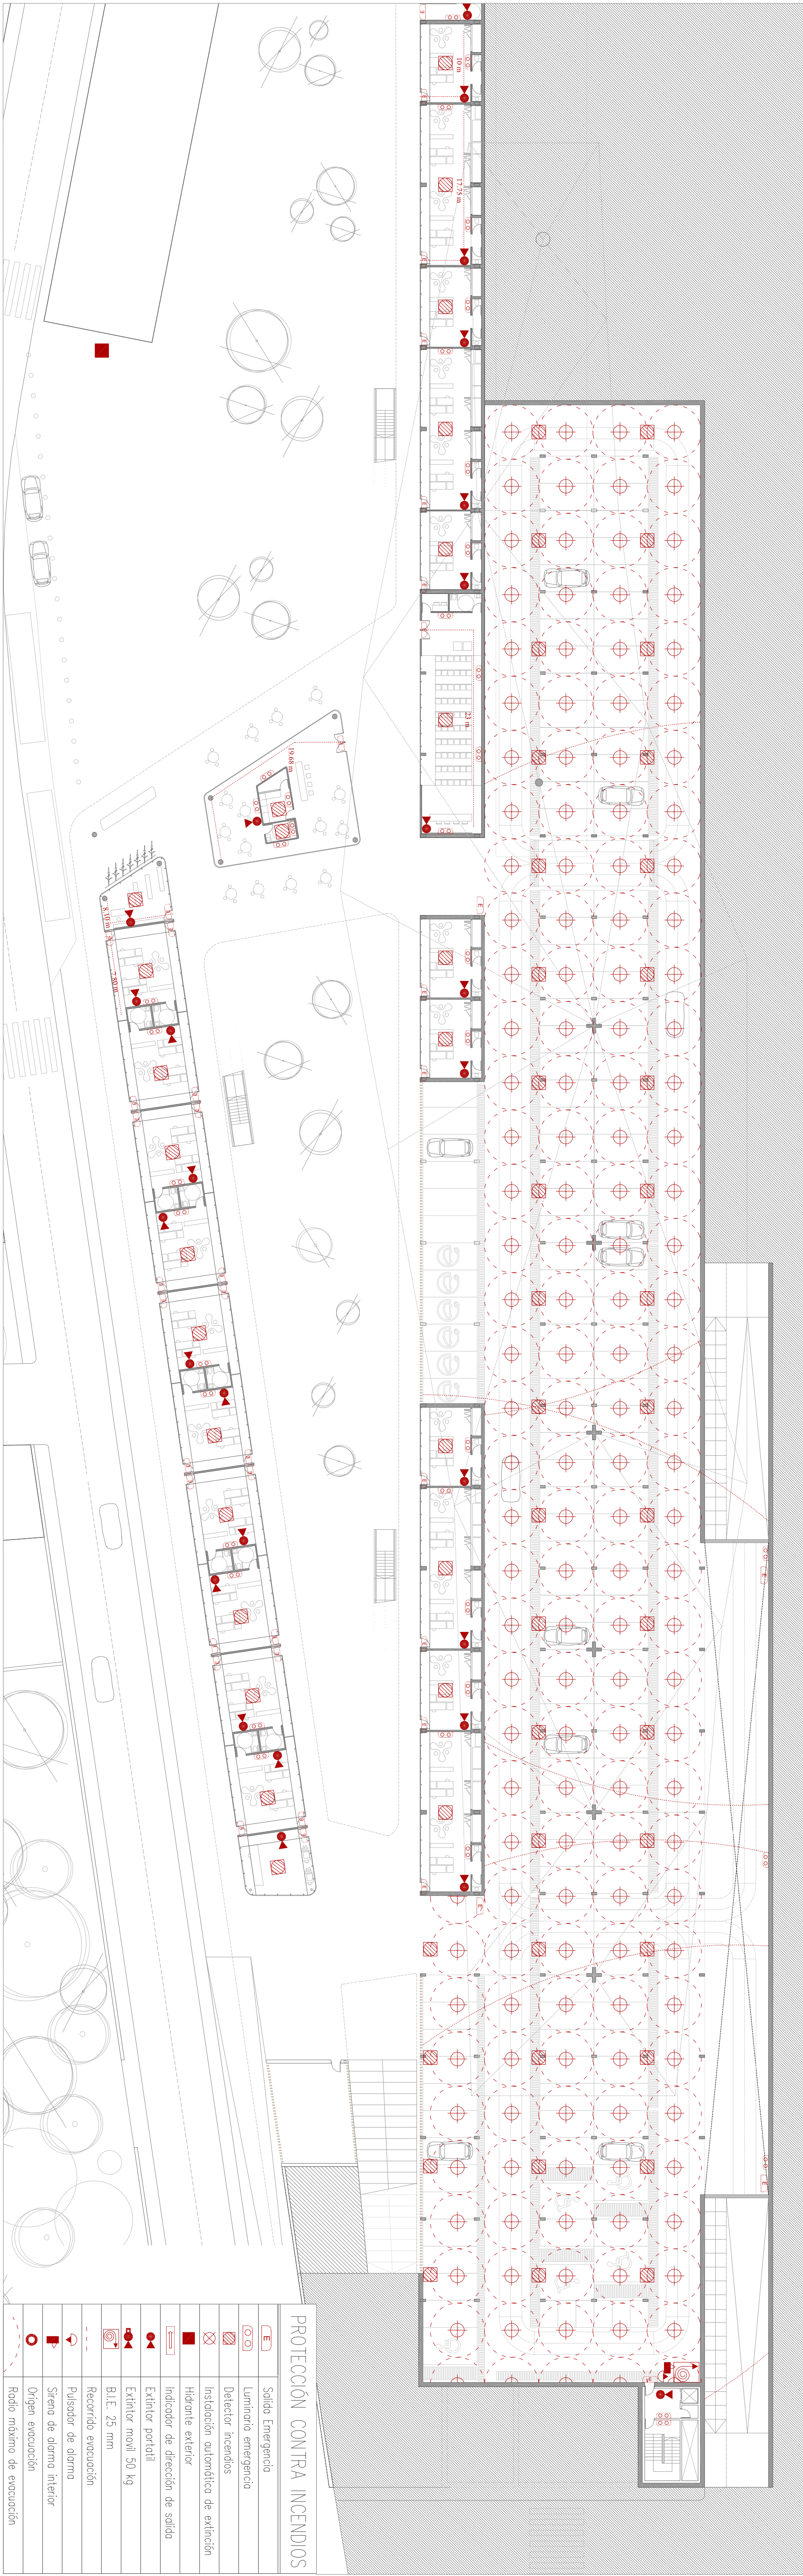 PROTECCIÓN CONTRA INCENDIOS
E Salida Emergencia
Luminaria emergencia
Detector incendios
Instalación automática de extinción
Hidrante exterior
Indicador de dirección de salida
Extintor portatil
Extintor movil 50 kg
B.I.E. 25 mm
Recorrido evacuación
Pulsador de alarma
Sirena de alarma interior
Origen evacuación
Radio máximo de evacuación
10 m
17.75 m
23 m
19.68 m
8.10 m
7.80 m
E
E
E
E